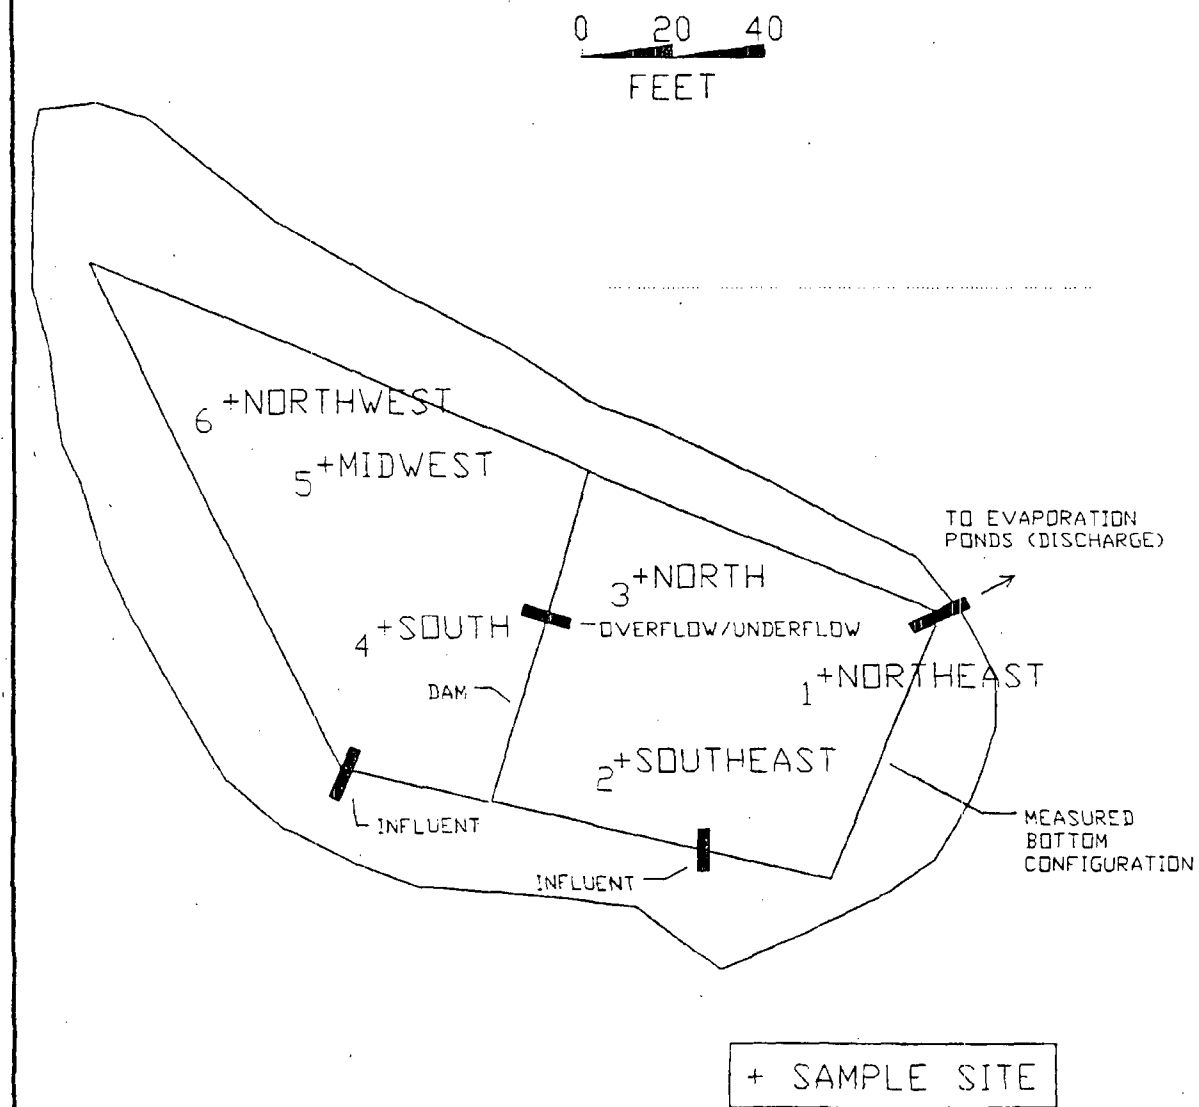 0 20 40
FEET
6 +NORTHWEST
5 +MIDWEST
TO EVAPORATION
PONDS (DISCHARGE)
3 +NORTH
4 +SOUTH
OVERFLOW/UNDERFLOW
1 +NORTHEAST
DAM
2 +SOUTHEAST
INFLUENT
MEASURED
BOTTOM
CONFIGURATION
INFLUENT
+ SAMPLE SITE